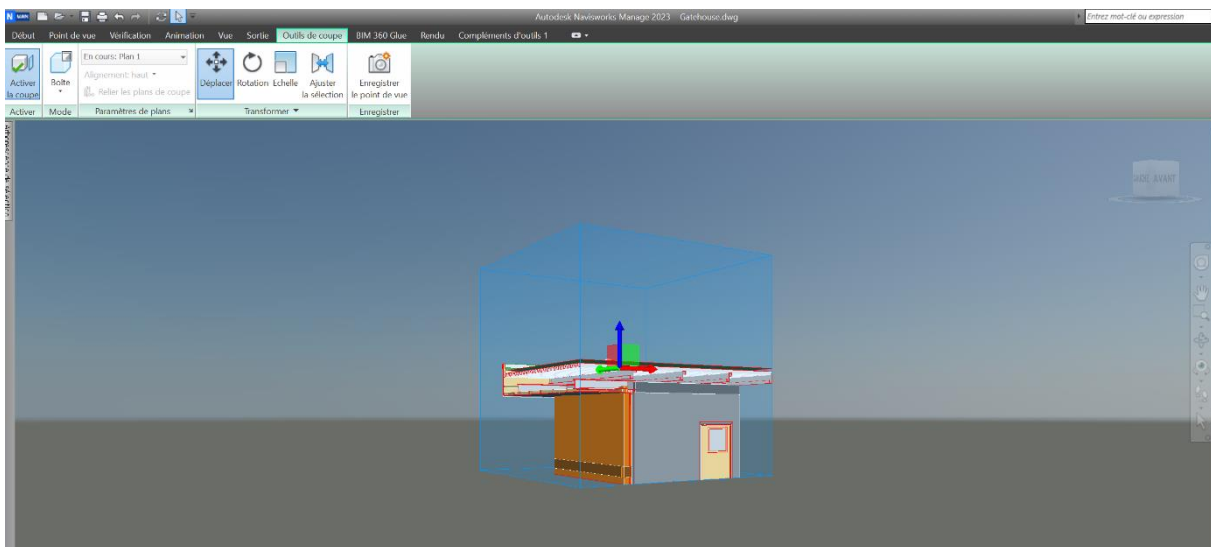 N MAN Autodesk Navisworks Manage 2023 Gatehouse.dwg Entrez mot-clé ou expression
Début Point de vue Vérification Animation Vue Sortie Outils de coupe BIM 360 Glue Rendu Compléments d'outils 1
Activer la coupe
Boîte
En cours: Plan 1
Alignement: haut
Relier les plans de coupe
Déplacer Rotation Echelle Ajuster la sélection
Enregistrer le point de vue
Activer Mode Paramètres de plans Transformer Enregistrer
AVANT